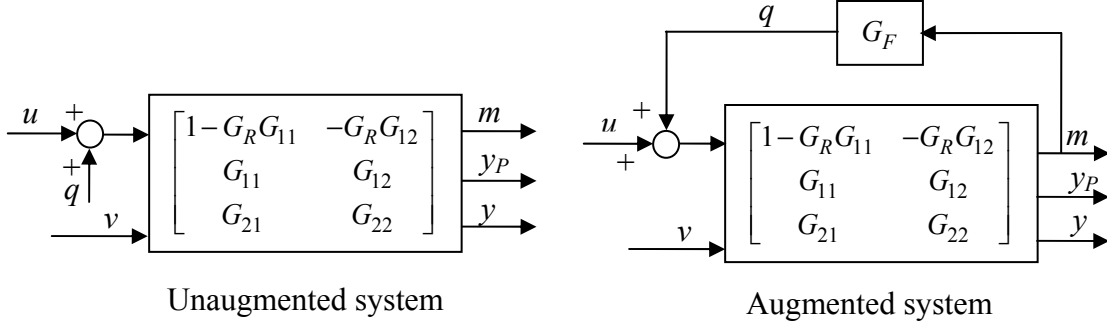 u
+
+
q
v
1 − G_R G_11 −G_R G_12
G_11 G_12
G_21 G_22
m
y_P
y
Unaugmented system
q
G_F
+
u
+
v
1 − G_R G_11 −G_R G_12
G_11 G_12
G_21 G_22
m
y_P
y
Augmented system